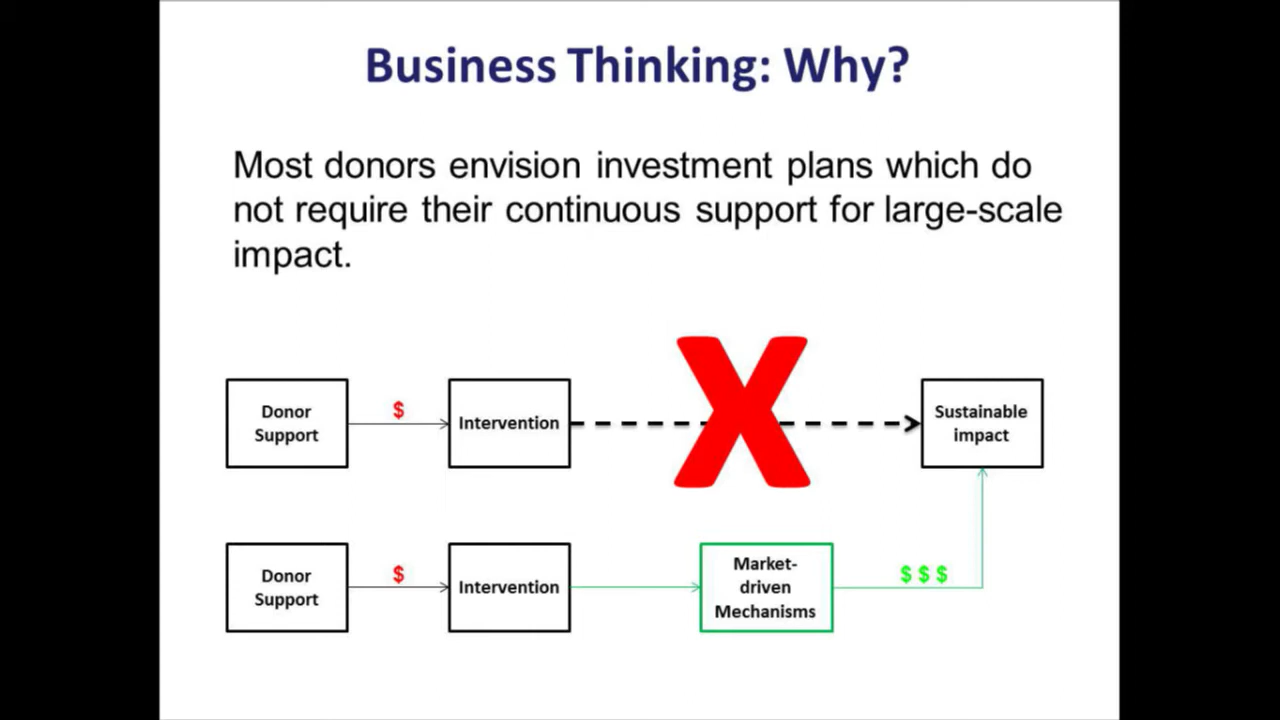 Business Thinking: Why?
Most donors envision investment plans which do
not require their continuous support for large-scale
impact.
X
Donor
Support
$
Intervention
Sustainable
impact
Donor
Support
$
Intervention
Market-
driven
Mechanisms
$ $ $